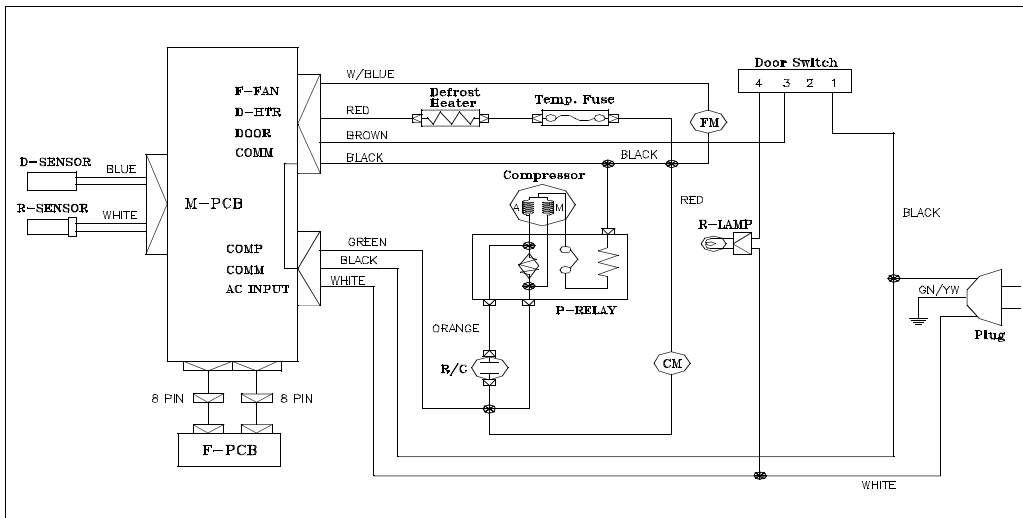 W/BLUE
Door Switch
4 3 2 1
F-FAN
Defrost
Heater
Temp. Fuse
D-HTR
RED
FM
DOOR
BROWN
COMM
BLACK
BLACK
D-SENSOR
BLUE
Compressor
R-SENSOR
WHITE
M-PCB
A M
RED
BLACK
R-LAMP
COMP
GREEN
COMM
BLACK
AC INPUT
WHITE
GN/YW
P-RELAY
ORANGE
Plug
R/C
CM
8 PIN
8 PIN
F-PCB
WHITE